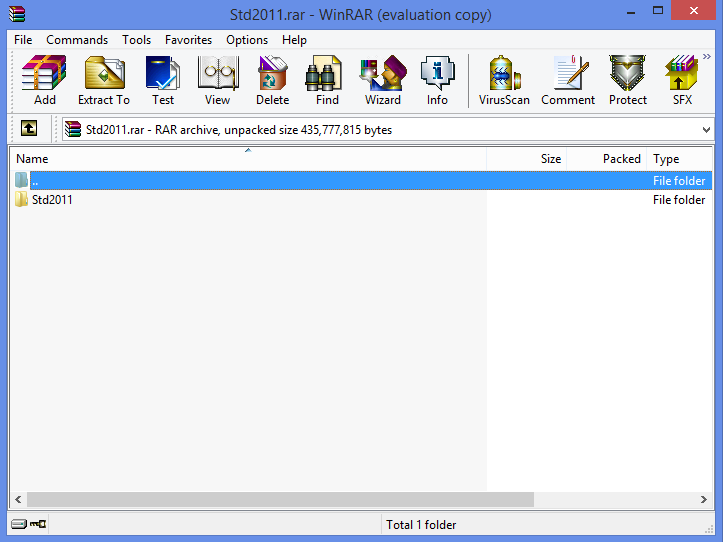 Std2011.rar - WinRAR (evaluation copy)
File Commands Tools Favorites Options Help
Add Extract To Test View Delete Find Wizard Info VirusScan Comment Protect SFX
Std2011.rar - RAR archive, unpacked size 435,777,815 bytes
Name Size Packed Type
.. File folder
Std2011 File folder
Total 1 folder